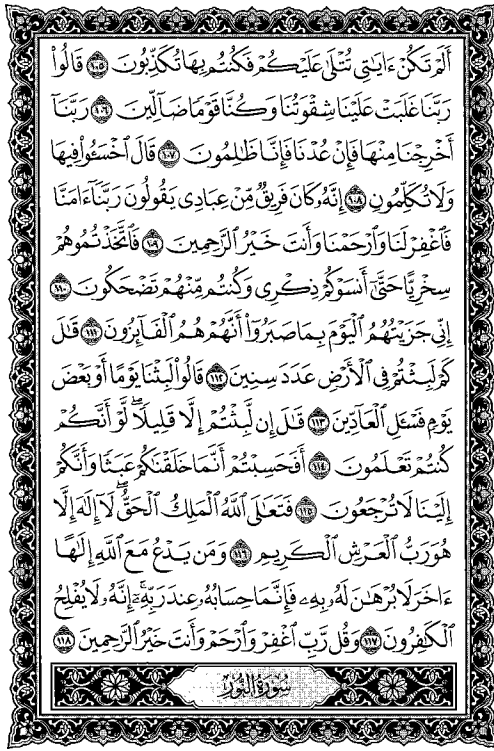 أَلَمْ تَكُنْ ءَايَٰتِى تُتْلَىٰ عَلَيْكُمْ فَكُنتُم بِهَا تُكَذِّبُونَ ١٠٥ قَالُوا۟
رَبَّنَا غَلَبَتْ عَلَيْنَا شِقْوَتُنَا وَكُنَّا قَوْمًا ضَآلِّينَ ١٠٦ رَبَّنَآ
أَخْرِجْنَا مِنْهَا فَإِنْ عُدْنَا فَإِنَّا ظَٰلِمُونَ ١٠٧ قَالَ ٱخْسَـُٔوا۟ فِيهَا
وَلَا تُكَلِّمُونِ ١٠٨ إِنَّهُۥ كَانَ فَرِيقٌ مِّنْ عِبَادِى يَقُولُونَ رَبَّنَآ ءَامَنَّا
فَٱغْفِرْ لَنَا وَٱرْحَمْنَا وَأَنتَ خَيْرُ ٱلرَّٰحِمِينَ ١٠٩ فَٱتَّخَذْتُمُوهُمْ
سِخْرِيًّا حَتَّىٰٓ أَنسَوْكُمْ ذِكْرِى وَكُنتُم مِّنْهُمْ تَضْحَكُونَ ١١٠
إِنِّى جَزَيْتُهُمُ ٱلْيَوْمَ بِمَا صَبَرُوٓا۟ أَنَّهُمْ هُمُ ٱلْفَآئِزُونَ ١١١ قَٰلَ
كَمْ لَبِثْتُمْ فِى ٱلْأَرْضِ عَدَدَ سِنِينَ ١١٢ قَالُوا۟ لَبِثْنَا يَوْمًا أَوْ بَعْضَ
يَوْمٍ فَسْـَٔلِ ٱلْعَآدِّينَ ١١٣ قَٰلَ إِن لَّبِثْتُمْ إِلَّا قَلِيلًا ۖ لَّوْ أَنَّكُمْ
كُنتُمْ تَعْلَمُونَ ١١٤ أَفَحَسِبْتُمْ أَنَّمَا خَلَقْنَٰكُمْ عَبَثًا وَأَنَّكُمْ
إِلَيْنَا لَا تُرْجَعُونَ ١١٥ فَتَعَٰلَى ٱللَّهُ ٱلْمَلِكُ ٱلْحَقُّ ۖ لَآ إِلَٰهَ إِلَّا
هُوَ رَبُّ ٱلْعَرْشِ ٱلْكَرِيمِ ١١٦ وَمَن يَدْعُ مَعَ ٱللَّهِ إِلَٰهًا
ءَاخَرَ لَا بُرْهَٰنَ لَهُۥ بِهِۦ فَإِنَّمَا حِسَابُهُۥ عِندَ رَبِّهِۦٓ ۚ إِنَّهُۥ لَا يُفْلِحُ
ٱلْكَٰفِرُونَ ١١٧ وَقُل رَّبِّ ٱغْفِرْ وَٱرْحَمْ وَأَنتَ خَيْرُ ٱلرَّٰحِمِينَ ١١٨
سُورَةُ النُّورِ